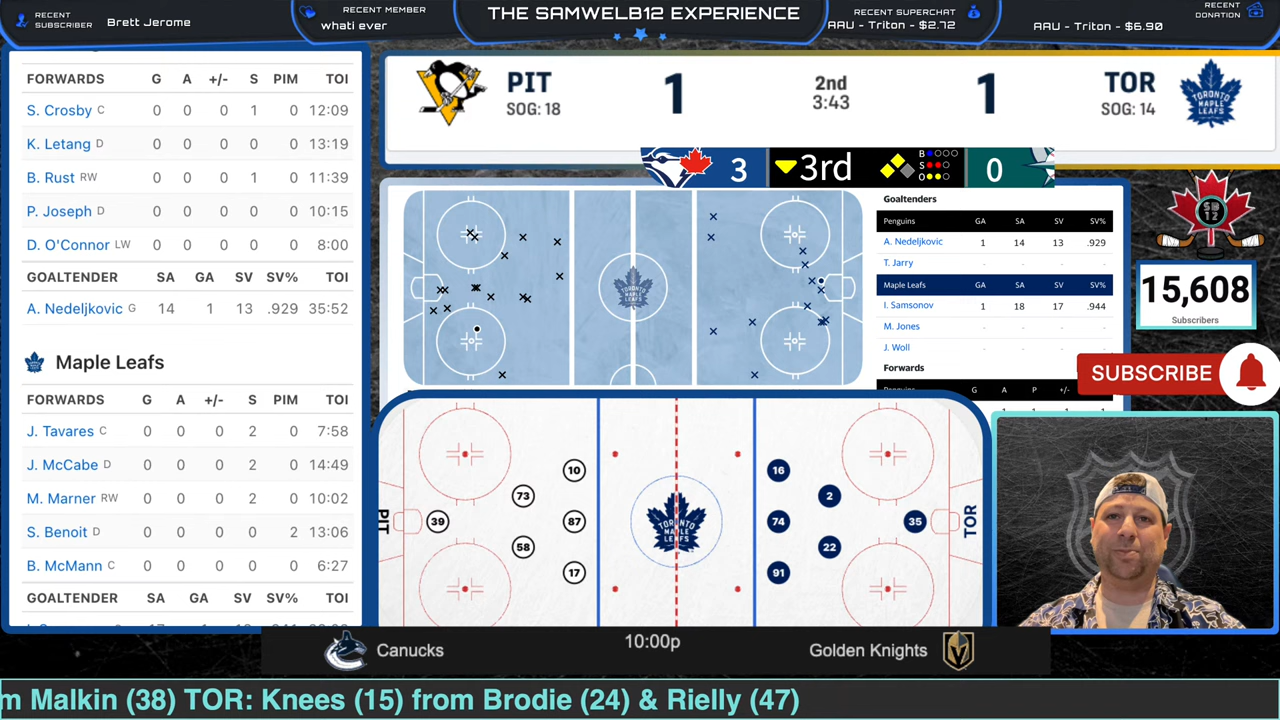 RECENT SUBSCRIBER
Brett Jerome
RECENT MEMBER
whati ever
THE SAMWELB12 EXPERIENCE
RECENT SUPERCHAT
AAU - Triton - $2.72
RECENT DONATION
AAU - Triton - $6.90
FORWARDS G A +/- S PIM TOI
S. Crosby C 0 0 0 1 0 12:09
K. Letang D 0 0 0 0 0 13:19
B. Rust RW 0 0 0 1 0 11:39
P. Joseph D 0 0 0 0 0 10:15
D. O'Connor LW 0 0 0 0 0 8:00
GOALTENDER SA GA SV SV% TOI
A. Nedeljkovic G 14 1 13 .929 35:52
Maple Leafs
FORWARDS G A +/- S PIM TOI
J. Tavares C 0 0 0 2 0 7:58
J. McCabe D 0 0 0 2 0 14:49
M. Marner RW 0 0 0 2 0 10:02
S. Benoit D 0 0 0 0 2 13:06
B. McMann C 0 0 0 0 0 6:27
GOALTENDER SA GA SV SV% TOI
PIT
SOG: 18
1
2nd
3:43
1
TOR
SOG: 14
3
3rd
B
S
O
0
TORONTO MAPLE LEAFS
Goaltenders
Penguins GA SA SV SV%
A. Nedeljkovic 1 14 13 .929
T. Jarry - - - -
Maple Leafs GA SA SV SV%
I. Samsonov 1 18 17 .944
M. Jones - - - -
J. Woll - - - -
Forwards
Penguins G A P +/-
SB
12
15,608
Subscribers
SUBSCRIBE
PIT
39
73
58
10
87
17
TORONTO MAPLE LEAFS
16
74
91
2
22
35
TOR
Canucks
10:00p
Golden Knights
m Malkin (38) TOR: Knees (15) from Brodie (24) & Rielly (47)